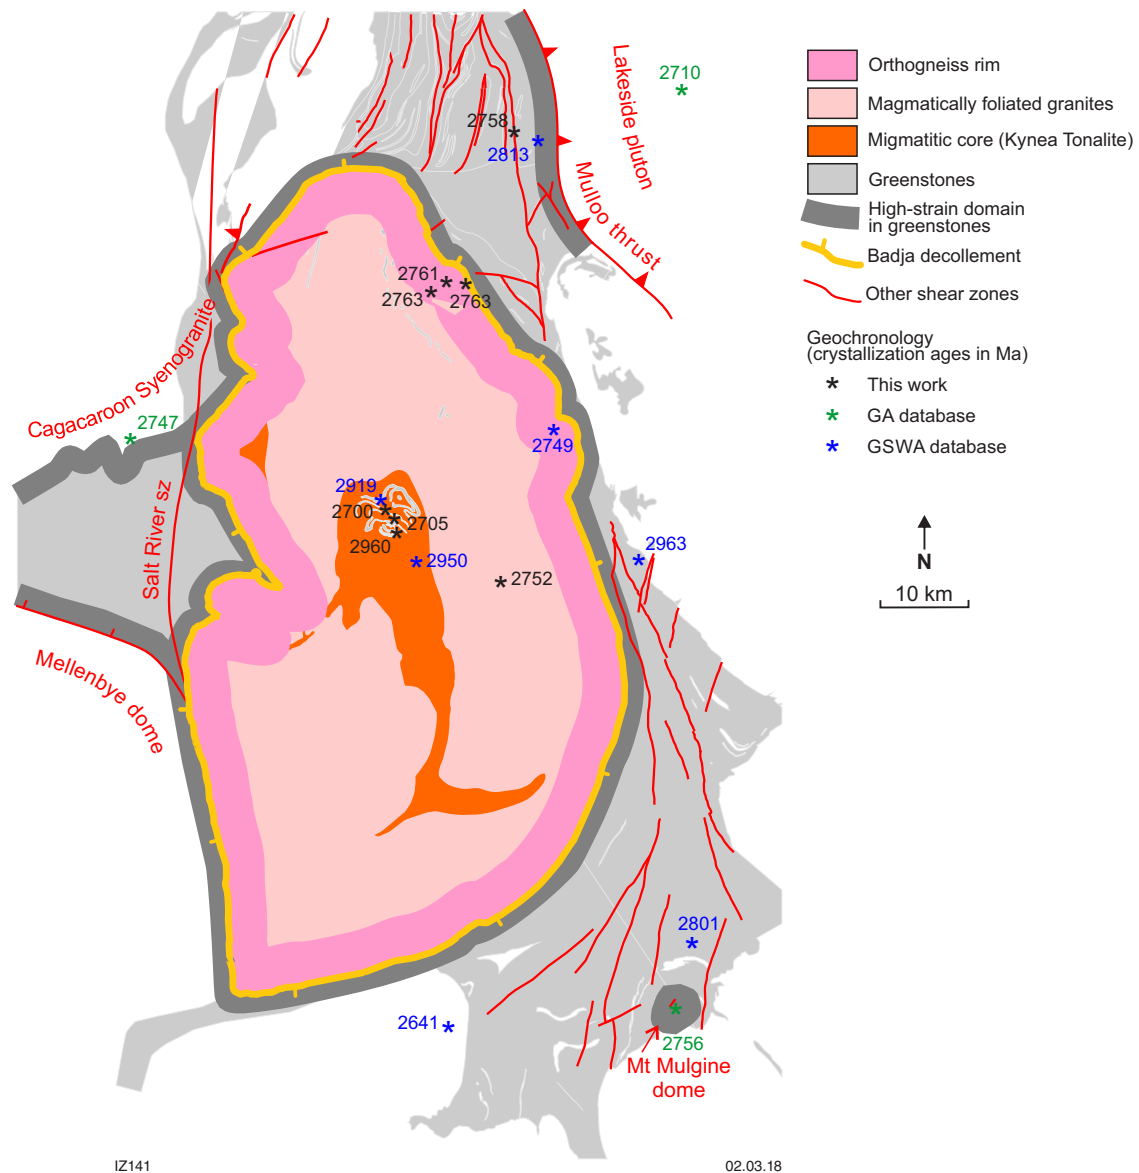 Lakeside pluton
2710
2758
2813
Mulloo thrust
Cagacaroon Syenogranite
2761
2763
2763
2747
2749
Salt River sz
2919
2700
2705
2960
2950
2752
2963
Mellenbye dome
2801
2641
2756
Mt Mulgine
dome
Orthogneiss rim
Magmatically foliated granites
Migmatitic core (Kynea Tonalite)
Greenstones
High-strain domain
in greenstones
Badja decollement
Other shear zones
Geochronology
(crystallization ages in Ma)
* This work
* GA database
* GSWA database
N
10 km
IZ141
02.03.18